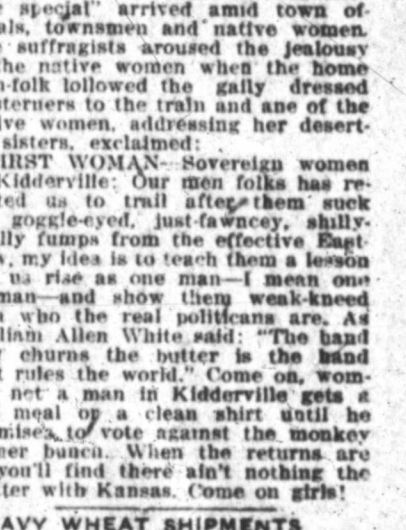 special" arrived amid town of-
als, townsmen and native women.
suffragists aroused the jealousy
the native women when the home
n-folk lollowed the gaily dressed
sterners to the train and ane of the
ive women, addressing her desert-
sisters, exclaimed:
IRST WOMAN—Sovereign women
Kidderville: Our men folks has re-
ted us to trail after them suck
goggle-eyed, just-fawncey, shilly-
lly fumps from the effective East-
, my idea is to teach them a lesson
us rise as one man—I mean one
man—and show them weak-kneed
who the real politicans are. As
liam Allen White said: "The hand
churns the butter is the hand
t rules the world." Come on, wom-
not a man in Kidderville gets a
meal or a clean shirt until he
mises to vote against the monkey
ner bunch. When the returns are
you'll find there ain't nothing the
ter with Kansas. Come on girls!
AVY WHEAT SHIPMENTS